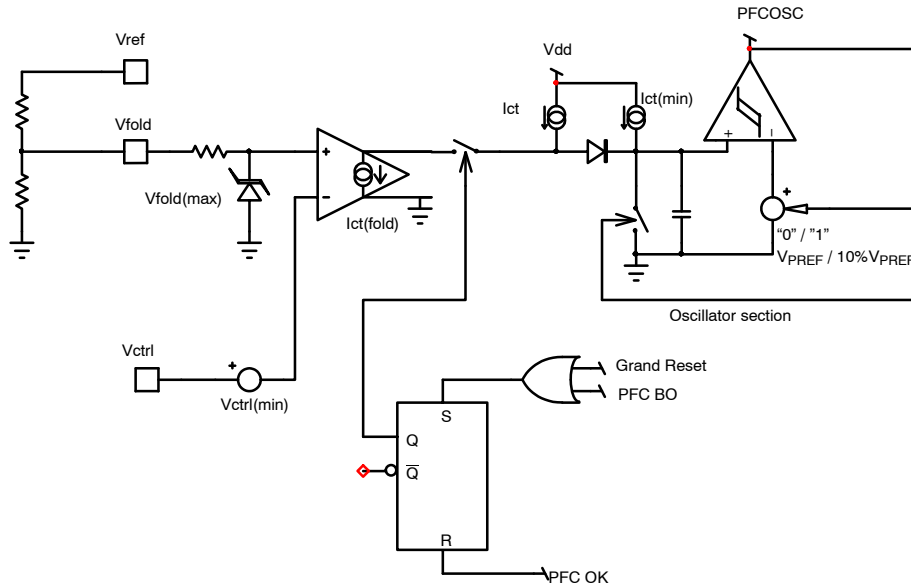 PFCOSC
Vref
Vdd
Ict
Ict(min)
Vfold
+
+
−
Vfold(max)
−
Ict(fold)
+
“0” / ”1”
VPREF / 10%VPREF
Oscillator section
Vctrl
+
Vctrl(min)
Grand Reset
PFC BO
S
Q
Q
R
PFC OK